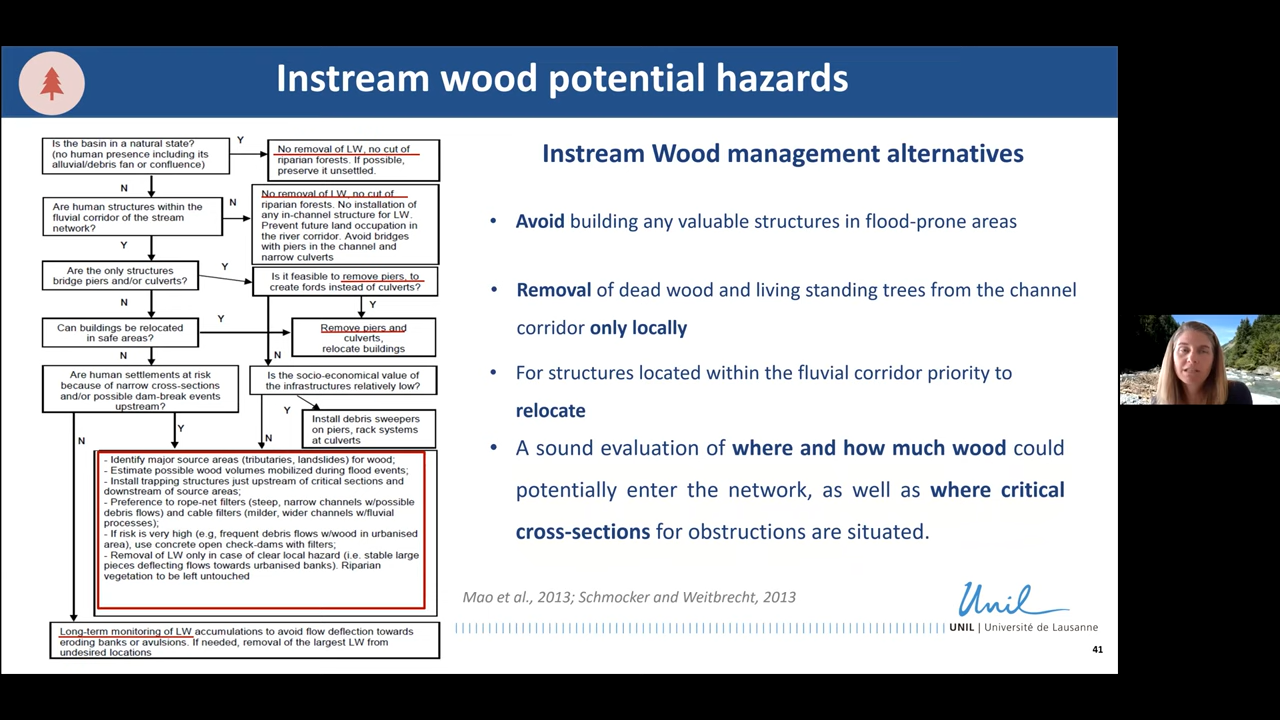 Instream wood potential hazards
Is the basin in a natural state?
(no human presence including its
alluvial/debris fan or confluence)
Y
No removal of LW, no cut of
riparian forests. If possible,
preserve it unsettled.
N
Are human structures within the
fluvial corridor of the stream
network?
N
No removal of LW, no cut of
riparian forests. No installation of
any in-channel structure for LW.
Prevent future land occupation in
the river corridor. Avoid bridges
with piers in the channel and
narrow culverts
Y
Are the only structures
bridge piers and/or culverts?
Y
Is it feasible to remove piers, to
create fords instead of culverts?
N
Y
Can buildings be relocated
in safe areas?
Y
Remove piers and
culverts,
relocate buildings
N
N
Are human settlements at risk
because of narrow cross-sections
and/or possible dam-break events
upstream?
Is the socio-economical value of
the infrastructures relatively low?
Y
Install debris sweepers
on piers, rack systems
at culverts
N
Y
N
- Identify major source areas (tributaries, landslides) for wood;
- Estimate possible wood volumes mobilized during flood events;
- Install trapping structures just upstream of critical sections and
downstream of source areas;
- Preference to rope-net filters (steep, narrow channels w/possible
debris flows) and cable filters (milder, wider channels w/fluvial
processes);
- If risk is very high (e.g, frequent debris flows w/wood in urbanised
area), use concrete open check-dams with filters;
- Removal of LW only in case of clear local hazard (i.e. stable large
pieces deflecting flows towards urbanised banks). Riparian
vegetation to be left untouched
Long-term monitoring of LW accumulations to avoid flow deflection towards
eroding banks or avulsions. If needed, removal of the largest LW from
undesired locations
Instream Wood management alternatives
• Avoid building any valuable structures in flood-prone areas
• Removal of dead wood and living standing trees from the channel
corridor only locally
• For structures located within the fluvial corridor priority to
relocate
• A sound evaluation of where and how much wood could
potentially enter the network, as well as where critical
cross-sections for obstructions are situated.
Mao et al., 2013; Schmocker and Weitbrecht, 2013
Unil
UNIL | Université de Lausanne
41